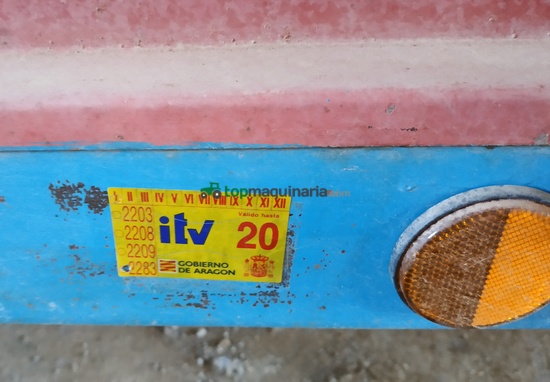 topmaquinaria
I II III IV V VI VII VIII IX X XI XII
Válido hasta
2203
2208
2209
2283
itv
20
GOBIERNO
DE ARAGON